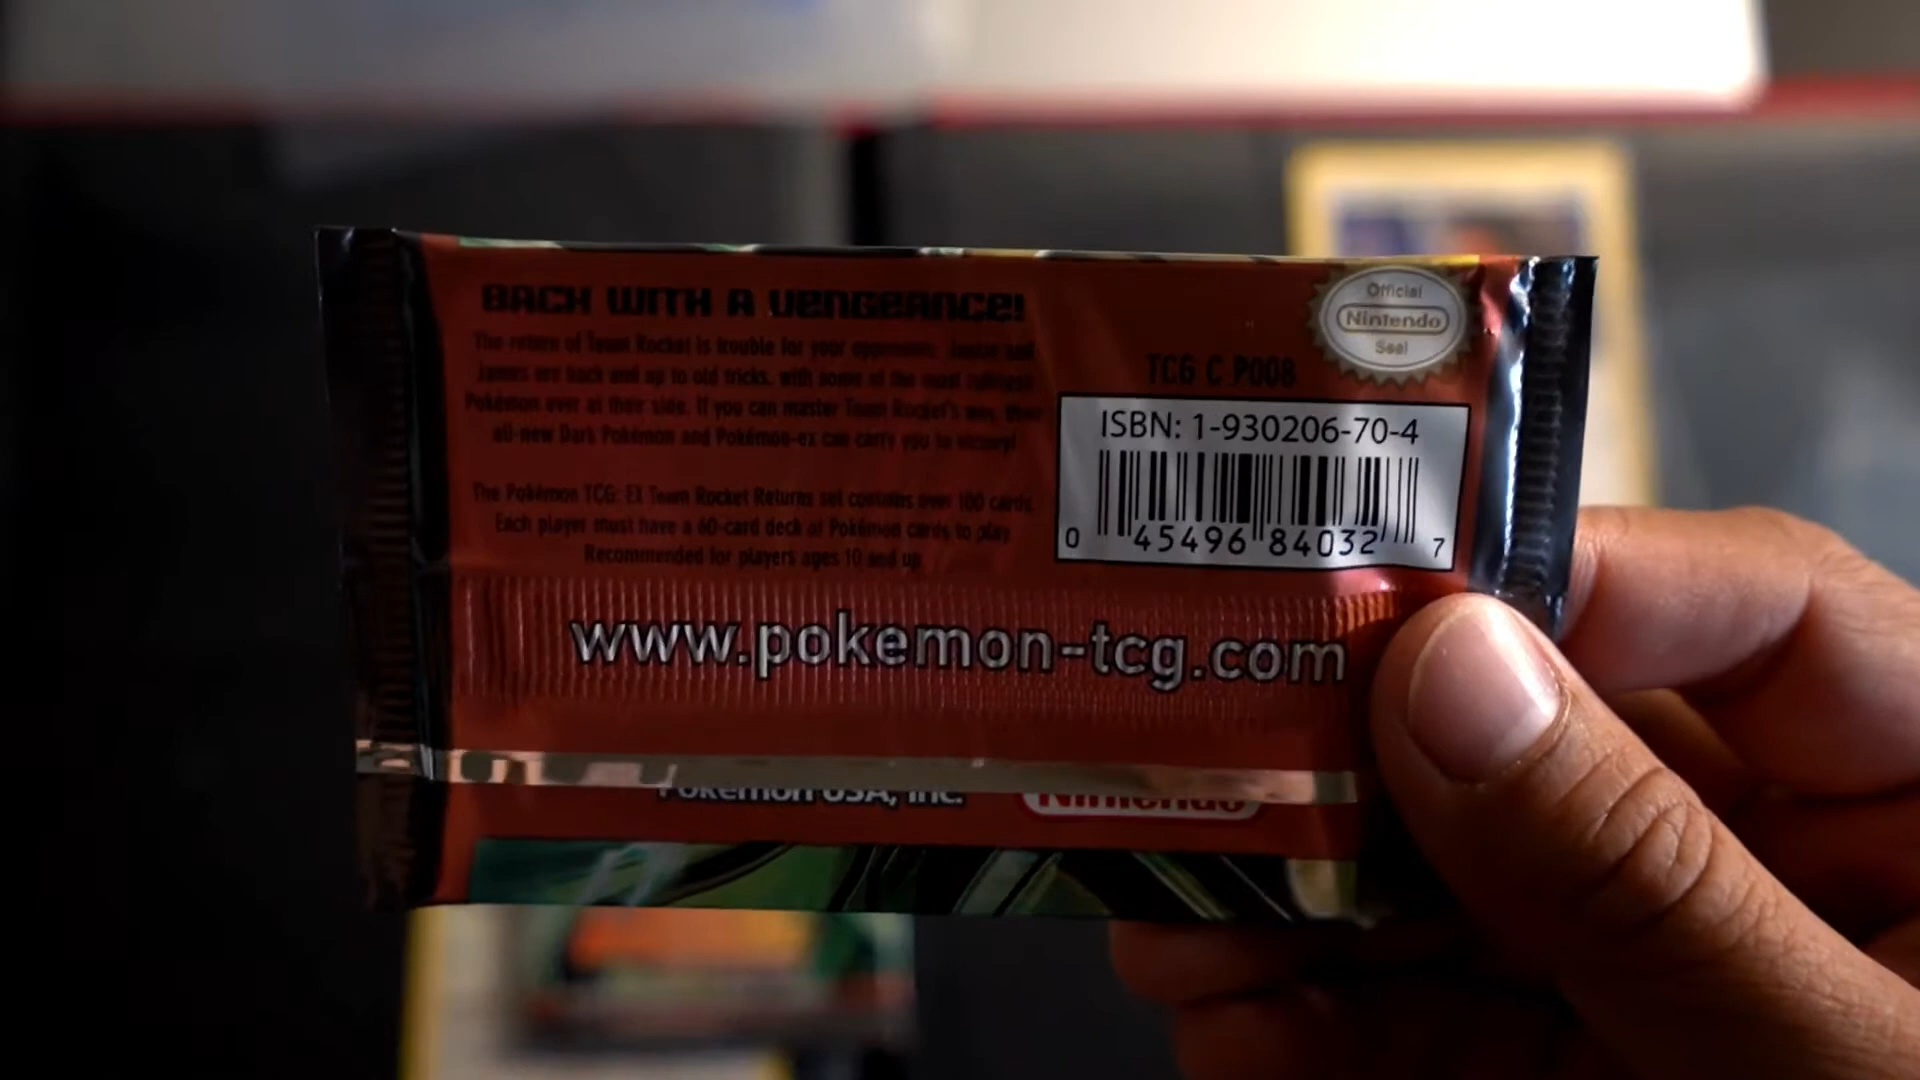 BACK WITH A VENGEANCE!
The return of Team Rocket is trouble for your opponents. Jessie and
James are back and up to old tricks, with some of the usual
Pokémon ever at their side. If you can master Team Rocket's way, their
all-new Dark Pokémon and Pokémon-ex can carry you to victory!
The Pokémon TCG: EX Team Rocket Returns set contains over 100 cards.
Each player must have a 60-card deck of Pokémon cards to play
Recommended for players ages 10 and up
Official
Nintendo
Seal
TCG C P008
ISBN: 1-930206-70-4
0 45496 84032 7
www.pokemon-tcg.com
Pokémon USA, Inc.
Nintendo